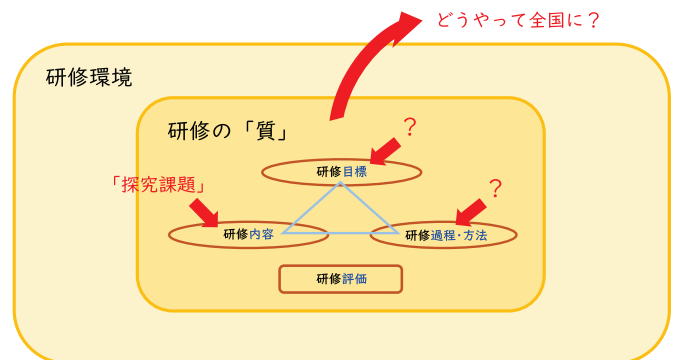 どうやって全国に？
研修環境
研修の「質」
？
研修目標
「探究課題」
？
研修内容
研修過程・方法
研修評価